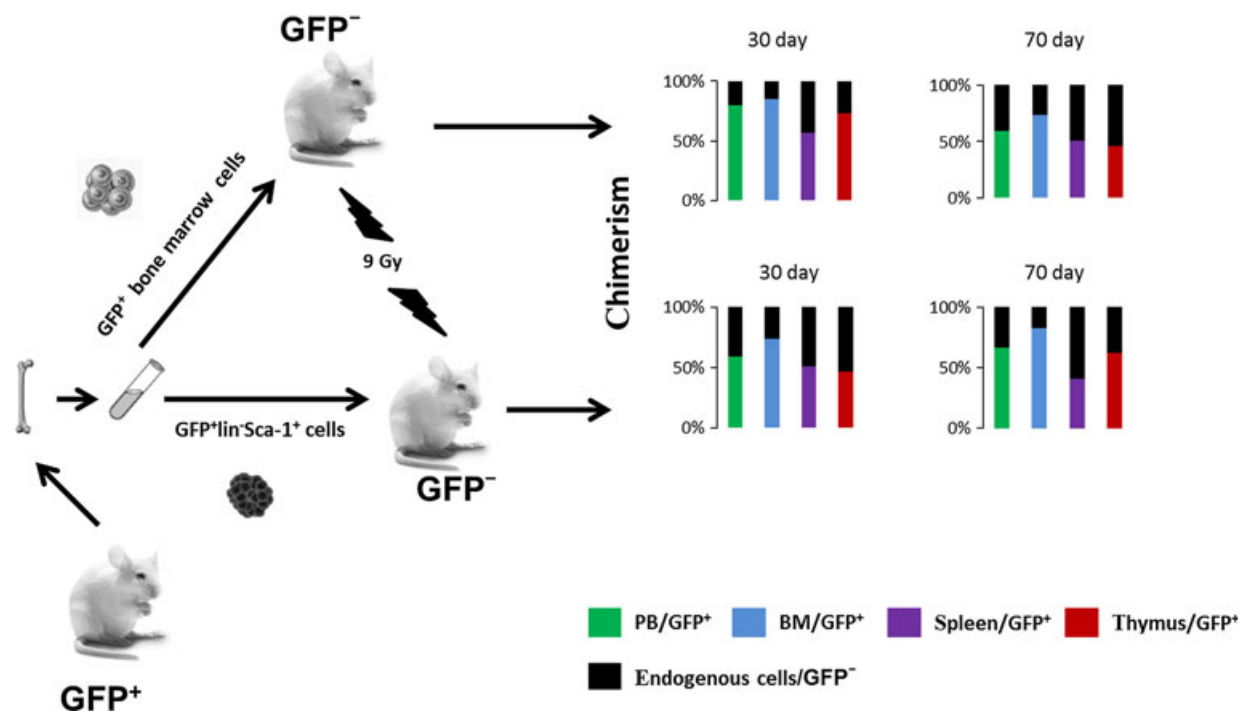 GFP⁻
GFP⁺ bone marrow cells
9 Gy
GFP⁺lin⁻Sca-1⁺ cells
GFP⁻
GFP⁺
Chimerism
30 day
100%
50%
0%
70 day
100%
50%
0%
30 day
100%
50%
0%
70 day
100%
50%
0%
PB/GFP⁺
BM/GFP⁺
Spleen/GFP⁺
Thymus/GFP⁺
Endogenous cells/GFP⁻